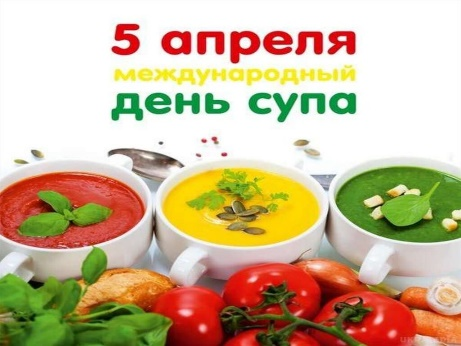 5 апреля
международный
день супа